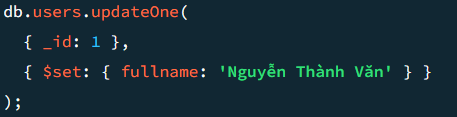 db.users.updateOne(
  { _id: 1 },
  { $set: { fullname: 'Nguyễn Thành Văn' } }
);